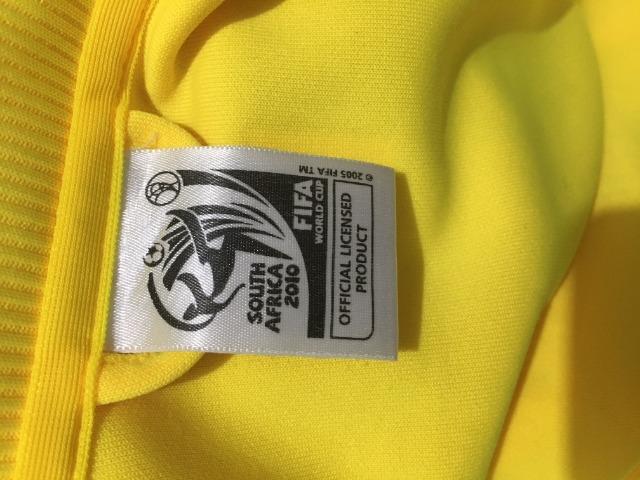 © 2005 FIFA TM
FIFA
WORLD CUP
SOUTH
AFRICA
2010
OFFICIAL LICENSED
PRODUCT